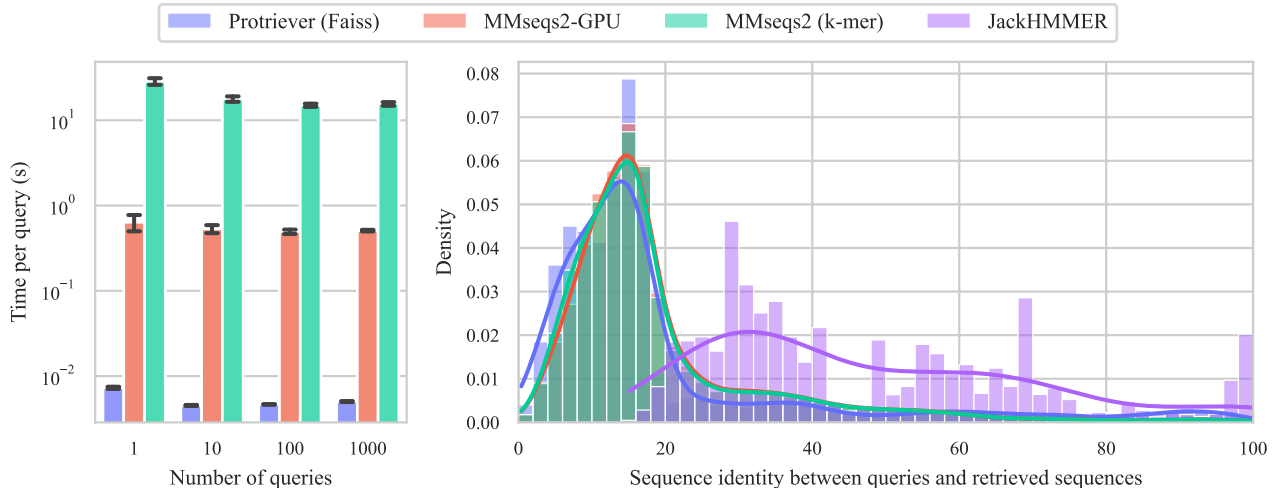 Protriever (Faiss) MMseqs2-GPU MMseqs2 (k-mer) JackHMMER
Time per query (s)
10^1
10^0
10^-1
10^-2
1 10 100 1000
Number of queries
Density
0.08
0.07
0.06
0.05
0.04
0.03
0.02
0.01
0.00
0 20 40 60 80 100
Sequence identity between queries and retrieved sequences